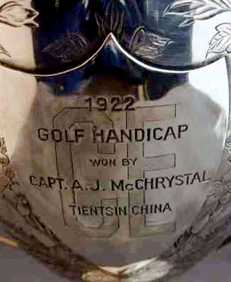 1922
GOLF HANDICAP
WON BY
CAPT. A. J. McCHRYSTAL
TIENTSIN CHINA